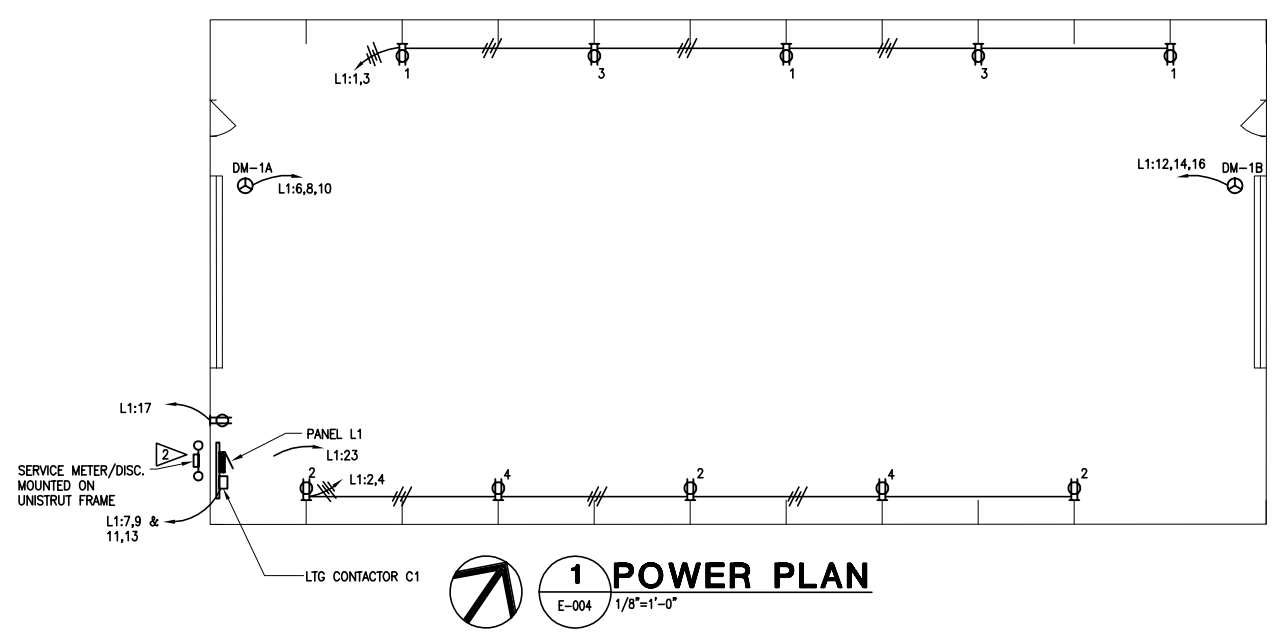 L1:1,3
1
3
1
3
1
DM-1A
L1:6,8,10
L1:12,14,16
DM-1B
L1:17
PANEL L1
L1:23
2
SERVICE METER/DISC.
MOUNTED ON
UNISTRUT FRAME
2
L1:2,4
4
2
4
2
L1:7,9 &
11,13
LTG CONTACTOR C1
1
E-004
POWER PLAN
1/8"=1'-0"